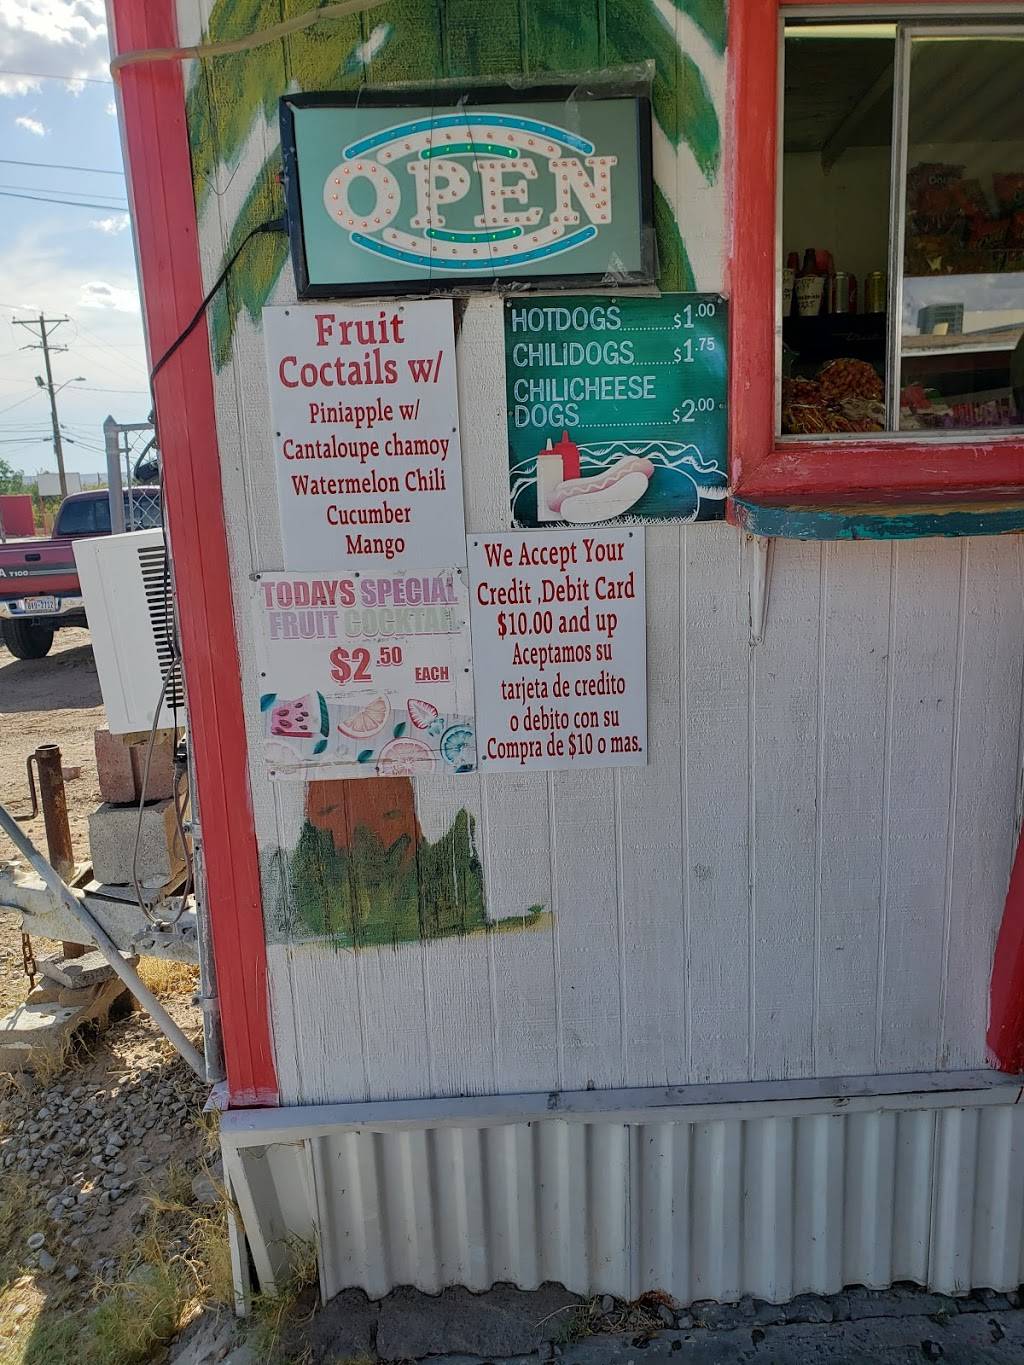 OPEN
Fruit
Coctails w/
Piniapple w/
Cantaloupe chamoy
Watermelon Chili
Cucumber
Mango
HOTDOGS............$1.00
CHILIDOGS........$1.75
CHILICHEESE
DOGS......................$2.00
TODAYS SPECIAL
FRUIT COCKTAIL
$2.50
EACH
We Accept Your
Credit ,Debit Card
$10.00 and up
Aceptamos su
tarjeta de credito
o debito con su
Compra de $10 o mas.
T100